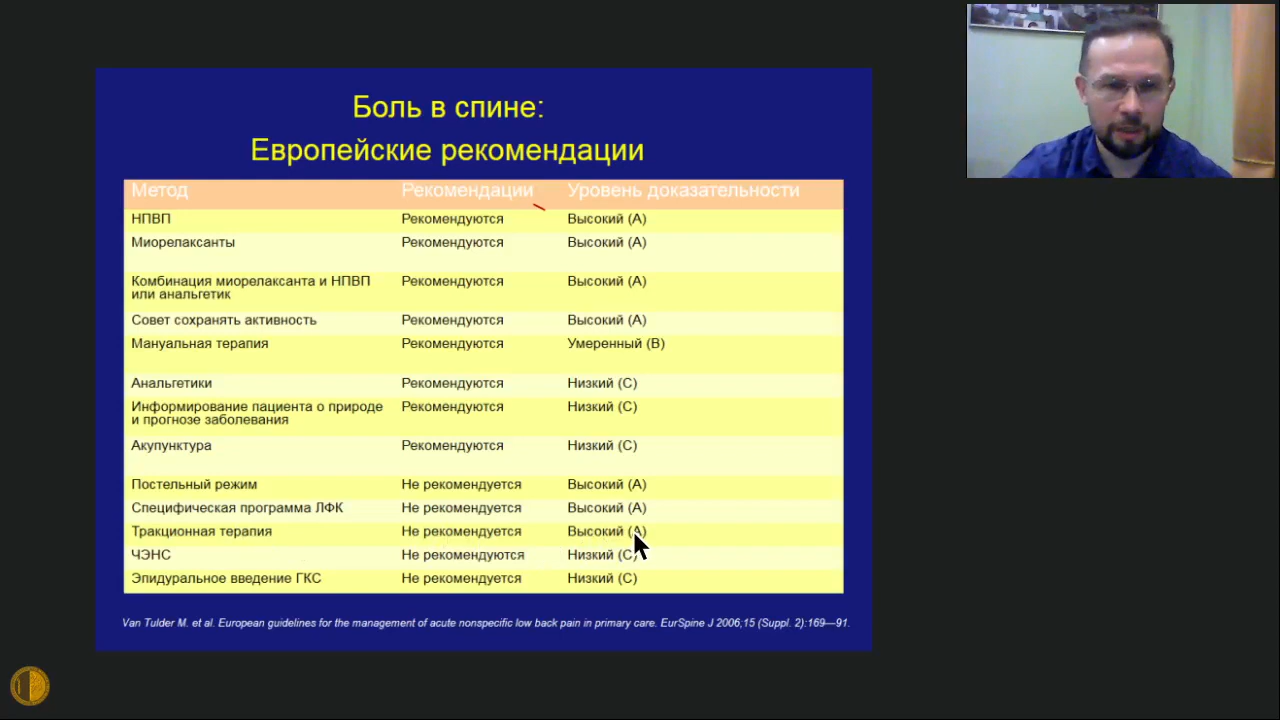 Боль в спине:
Европейские рекомендации
Метод Рекомендации Уровень доказательности
НПВП Рекомендуются Высокий (А)
Миорелаксанты Рекомендуются Высокий (А)
Комбинация миорелаксанта и НПВП Рекомендуются Высокий (А)
или анальгетик
Совет сохранять активность Рекомендуются Высокий (А)
Мануальная терапия Рекомендуются Умеренный (В)
Анальгетики Рекомендуются Низкий (С)
Информирование пациента о природе Рекомендуются Низкий (С)
и прогнозе заболевания
Акупунктура Рекомендуются Низкий (С)
Постельный режим Не рекомендуется Высокий (А)
Специфическая программа ЛФК Не рекомендуется Высокий (А)
Тракционная терапия Не рекомендуется Высокий (А)
ЧЭНС Не рекомендуются Низкий (С)
Эпидуральное введение ГКС Не рекомендуется Низкий (С)
Van Tulder M. et al. European guidelines for the management of acute nonspecific low back pain in primary care. EurSpine J 2006;15 (Suppl. 2):169—91.